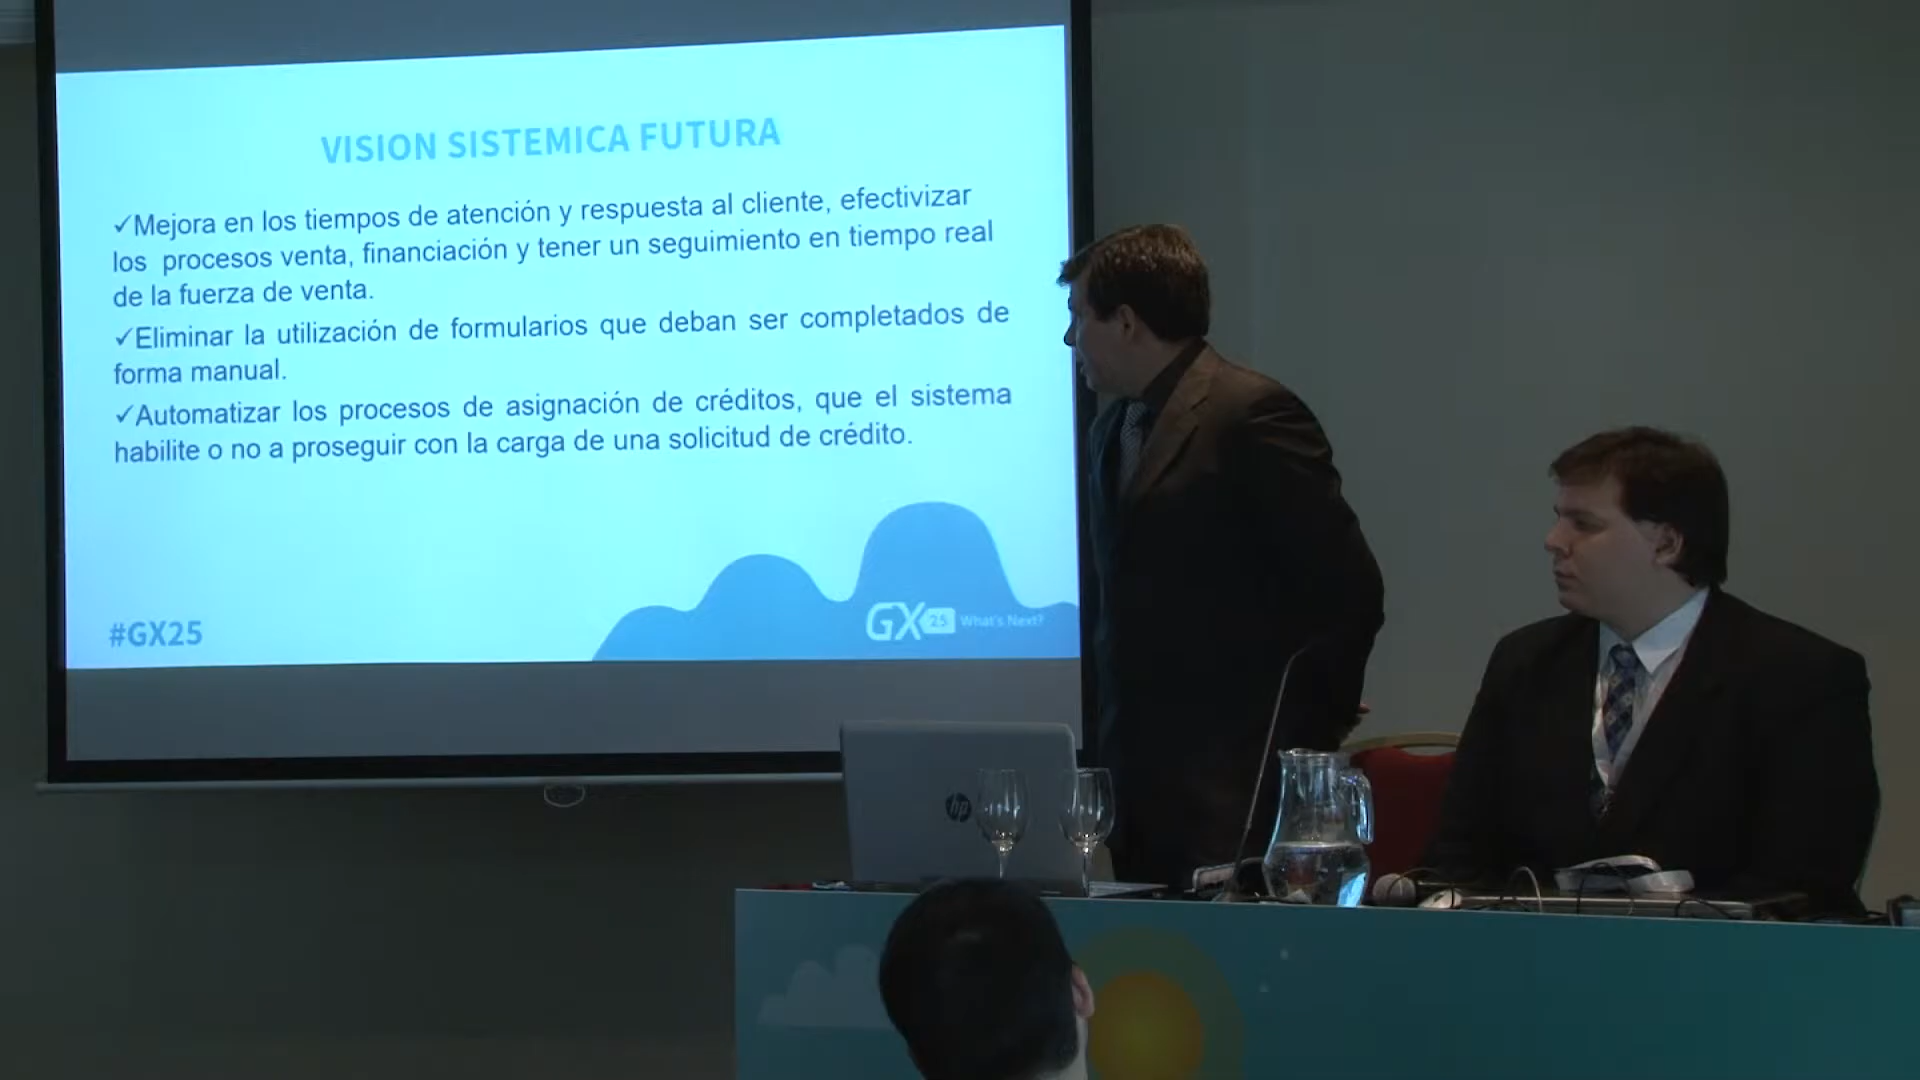 VISION SISTEMICA FUTURA
✓Mejora en los tiempos de atención y respuesta al cliente, efectivizar
los procesos venta, financiación y tener un seguimiento en tiempo real
de la fuerza de venta.
✓Eliminar la utilización de formularios que deban ser completados de
forma manual.
✓Automatizar los procesos de asignación de créditos, que el sistema
habilite o no a proseguir con la carga de una solicitud de crédito.
#GX25
GX 25 What's Next?
hp